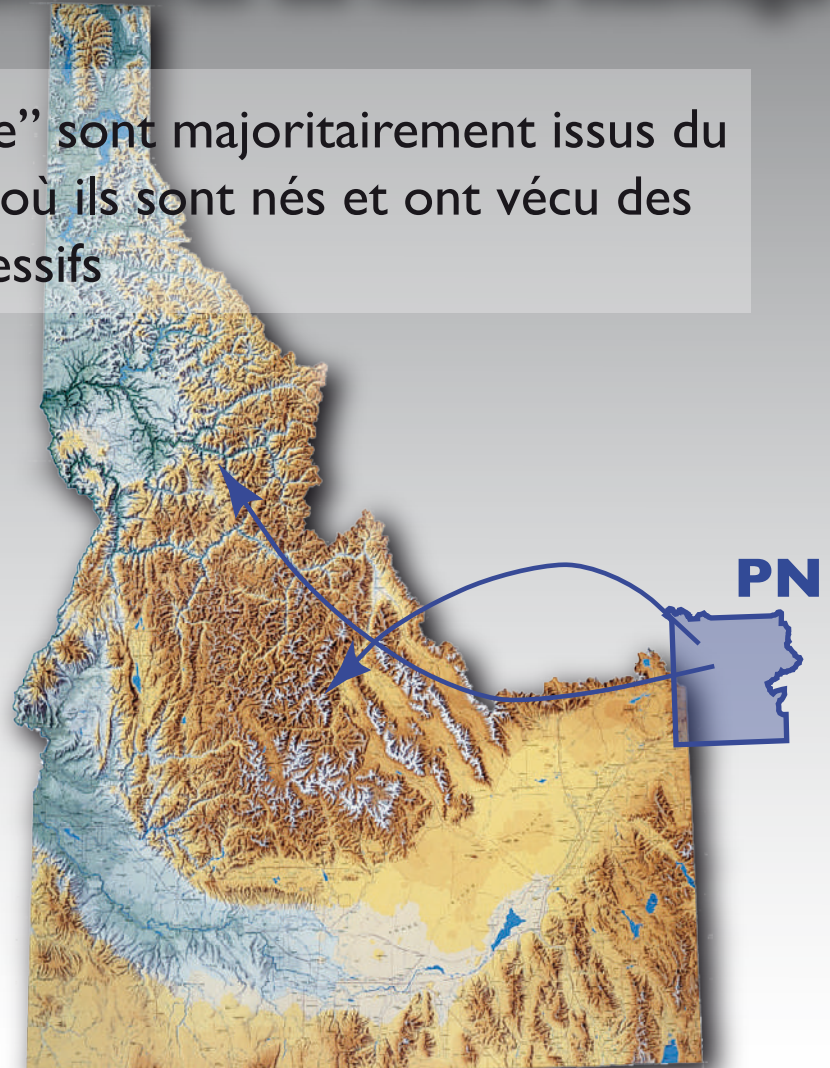 e” sont majoritairement issus du
où ils sont nés et ont vécu des
essifs
PN